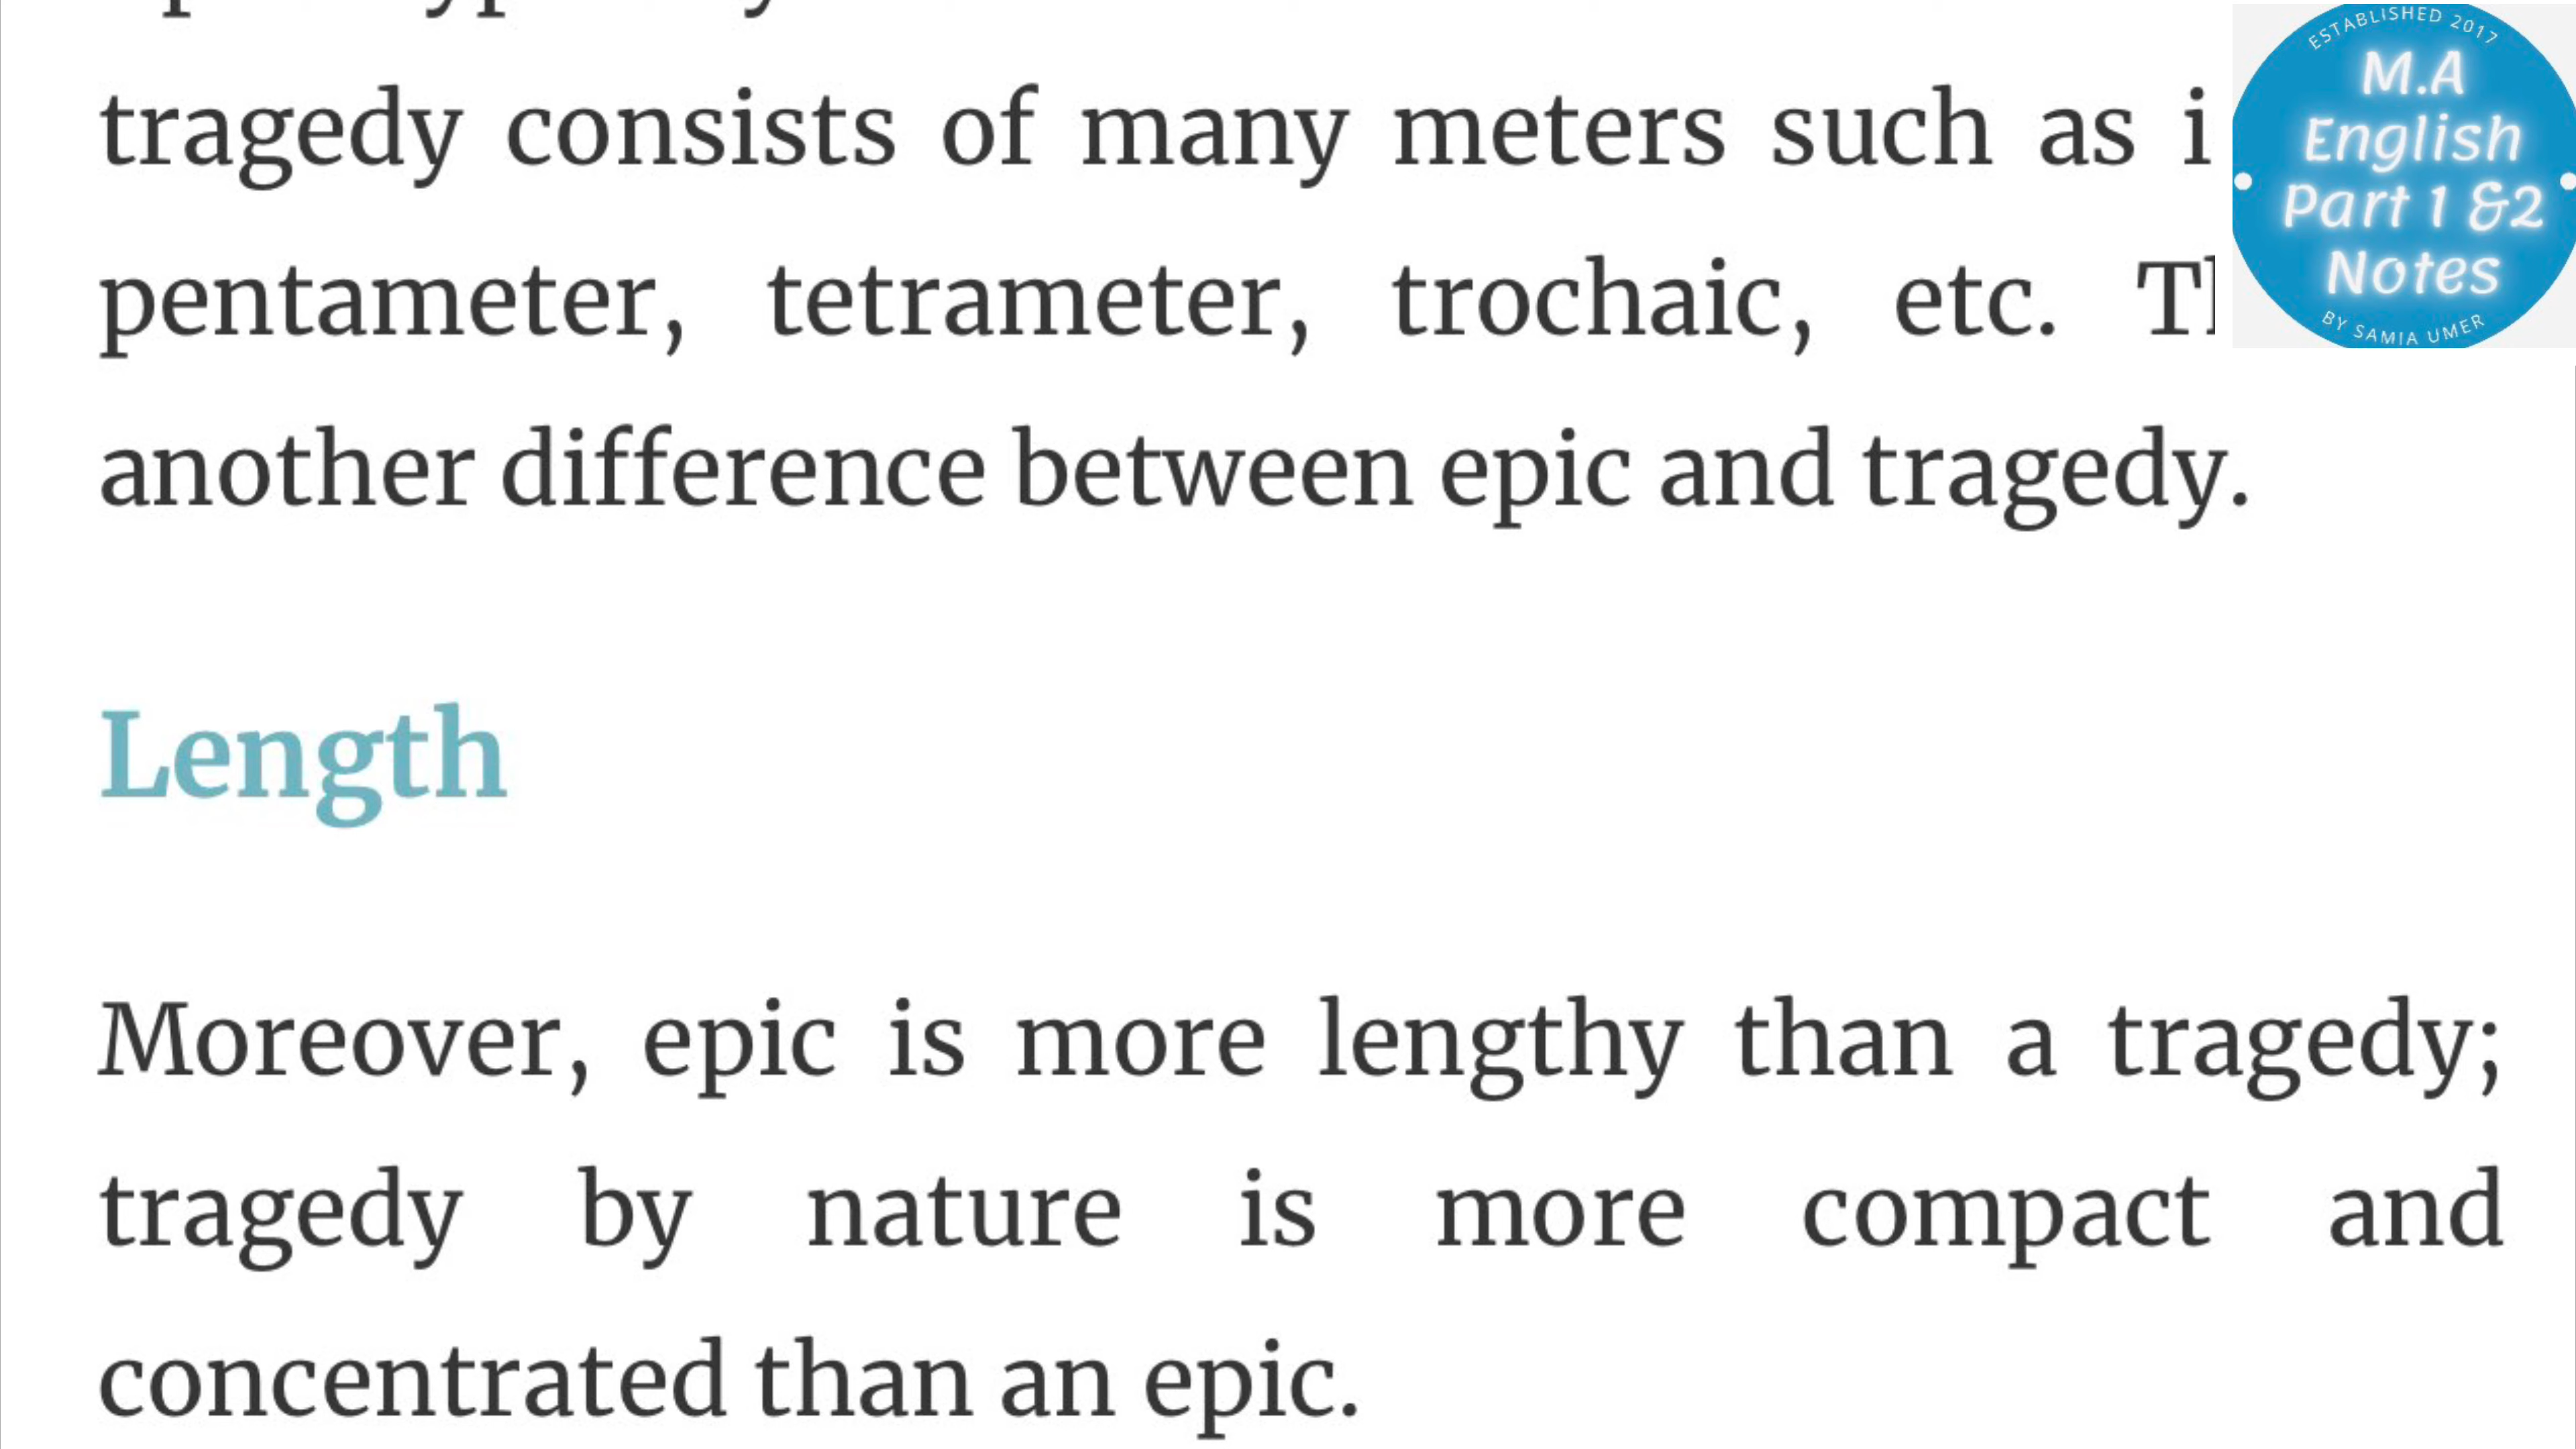 tragedy consists of many meters such as
pentameter, tetrameter, trochaic, etc.
another difference between epic and tragedy.
Length
Moreover, epic is more lengthy than a tragedy;
tragedy by nature is more compact and
concentrated than an epic.
ESTABLISHED 2017
M.A
English
Part 1 &2
Notes
BY SAMIA UMER